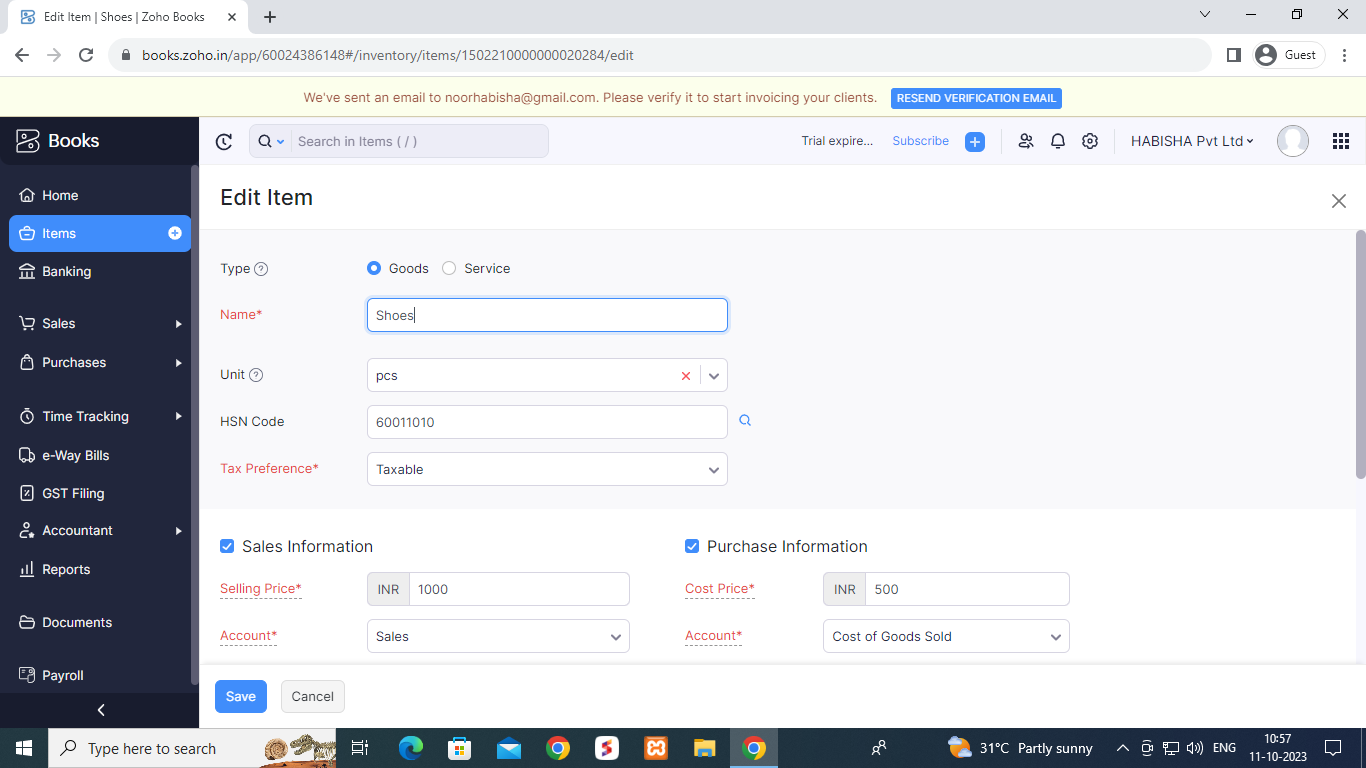 Edit Item | Shoes | Zoho Books
books.zoho.in/app/60024386148#/inventory/items/1502210000000020284/edit
Guest
We've sent an email to noorhabisha@gmail.com. Please verify it to start invoicing your clients.
RESEND VERIFICATION EMAIL
Books
Search in Items ( / )
Trial expire...
Subscribe
HABISHA Pvt Ltd
Home
Items
Banking
Sales
Purchases
Time Tracking
e-Way Bills
GST Filing
Accountant
Reports
Documents
Payroll
Edit Item
Type ?
Goods
Service
Name*
Shoes
Unit ?
pcs
HSN Code
60011010
Tax Preference*
Taxable
Sales Information
Purchase Information
Selling Price*
INR 1000
Cost Price*
INR 500
Account*
Sales
Account*
Cost of Goods Sold
Save
Cancel
Type here to search
31°C Partly sunny
ENG
10:57
11-10-2023